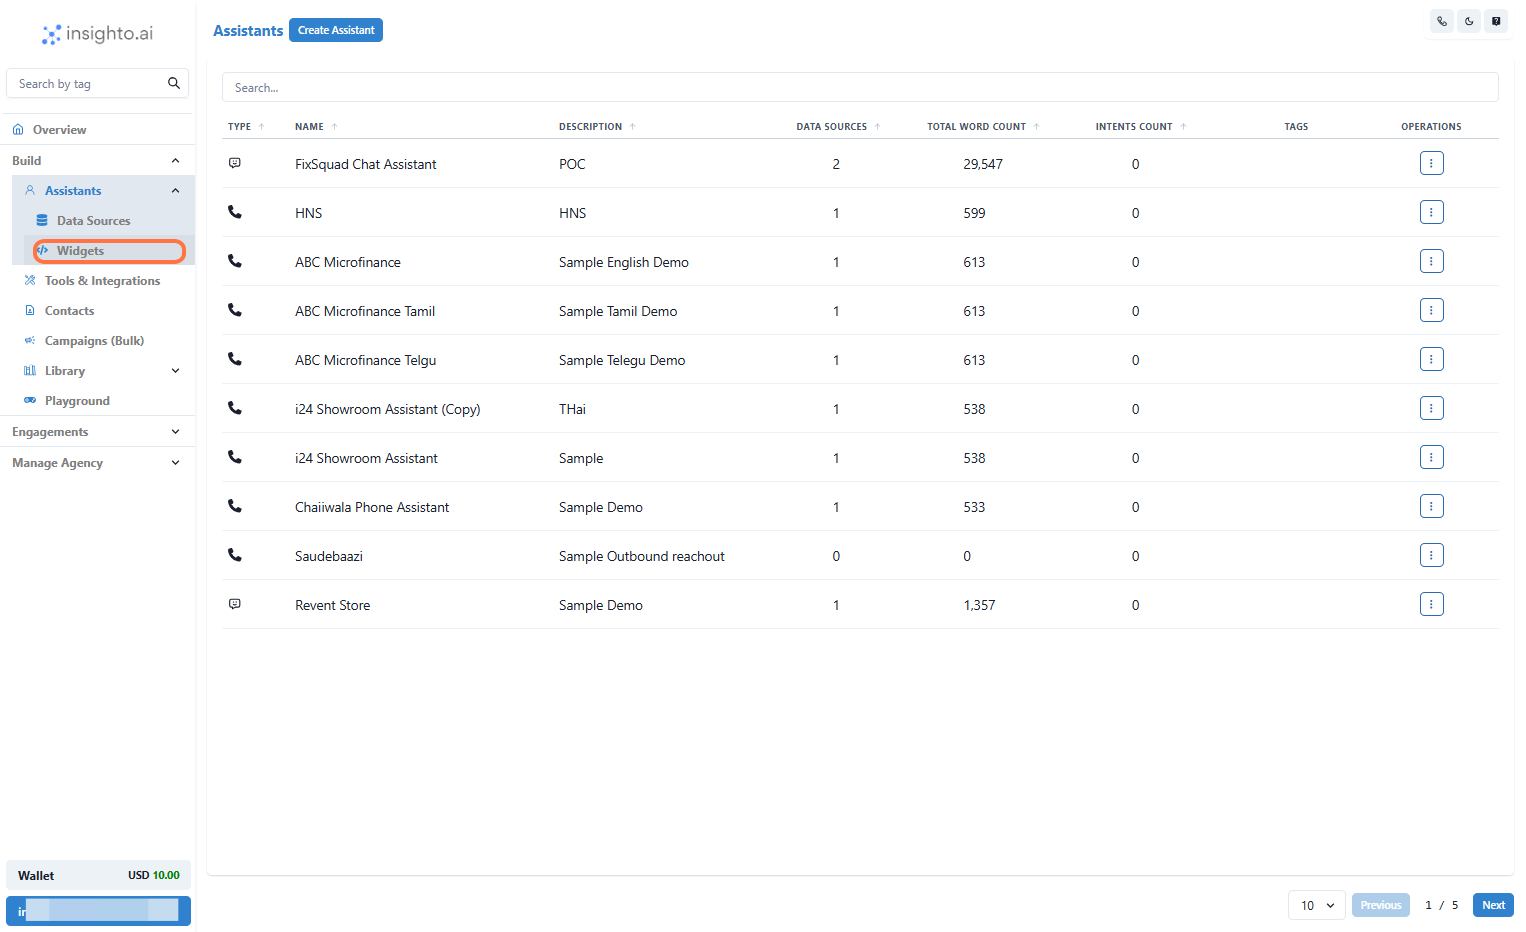 insighto.ai
Search by tag
Overview
Build
Assistants
Data Sources
Widgets
Tools & Integrations
Contacts
Campaigns (Bulk)
Library
Playground
Engagements
Manage Agency
Wallet USD 10.00
Assistants Create Assistant
Search...
TYPE NAME DESCRIPTION DATA SOURCES TOTAL WORD COUNT INTENTS COUNT TAGS OPERATIONS
FixSquad Chat Assistant POC 2 29,547 0
HNS HNS 1 599 0
ABC Microfinance Sample English Demo 1 613 0
ABC Microfinance Tamil Sample Tamil Demo 1 613 0
ABC Microfinance Telgu Sample Telegu Demo 1 613 0
i24 Showroom Assistant (Copy) THai 1 538 0
i24 Showroom Assistant Sample 1 538 0
Chaiiwala Phone Assistant Sample Demo 1 533 0
Saudebaazi Sample Outbound reachout 0 0 0
Revent Store Sample Demo 1 1,357 0
10 Previous 1 / 5 Next